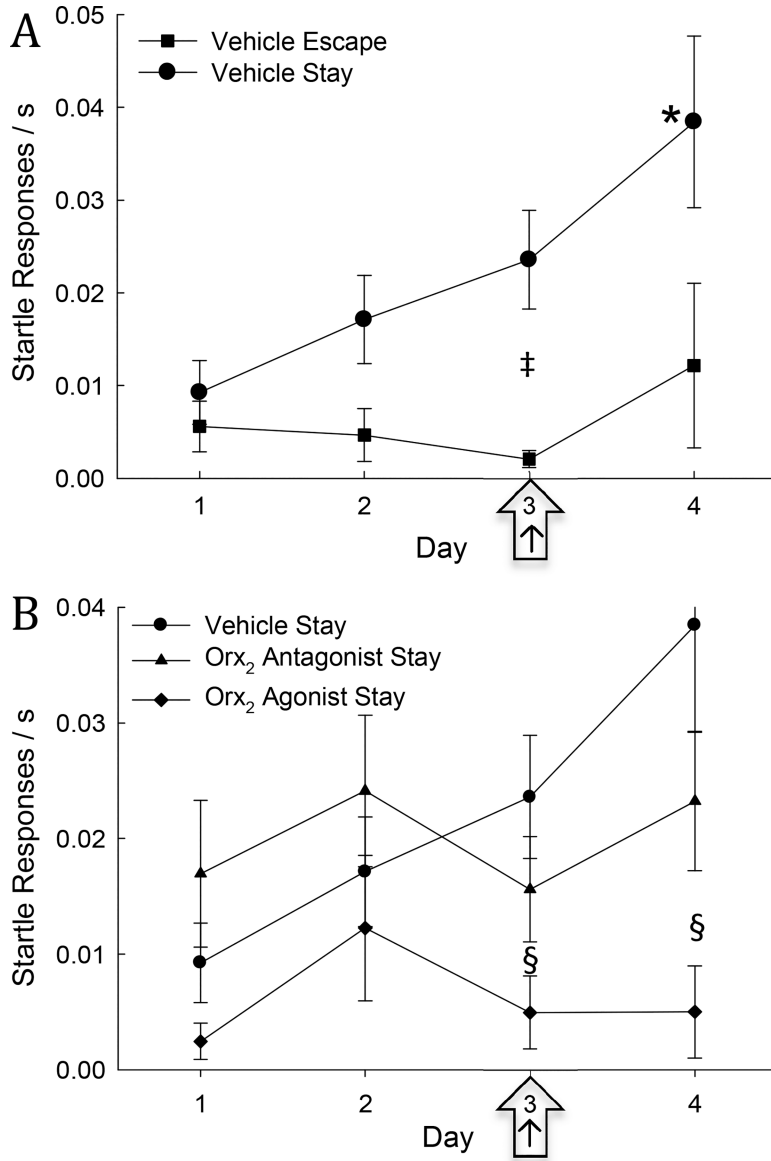 A
0.05
Vehicle Escape
Vehicle Stay
0.04
*
0.03
0.02
0.01
‡
0.00
Startle Responses / s
1 2 3 4
↑
Day
B
0.04
Vehicle Stay
Orx₂ Antagonist Stay
Orx₂ Agonist Stay
0.03
0.02
0.01
§ §
0.00
Startle Responses / s
1 2 3 4
↑
Day